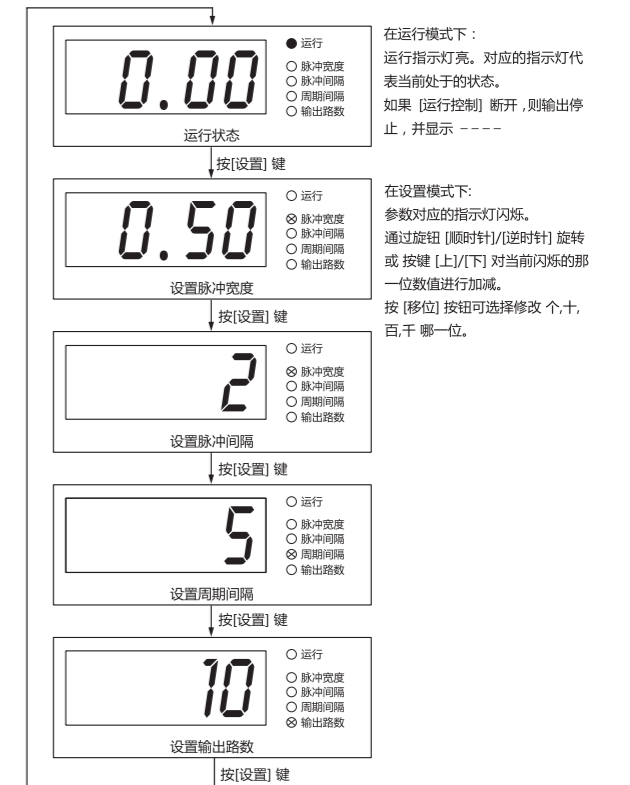 0.00
运行
脉冲宽度
脉冲间隔
周期间隔
输出路数
运行状态
在运行模式下：
运行指示灯亮。对应的指示灯代
表当前处于的状态。
如果 [运行控制] 断开，则输出停
止，并显示 ----
按[设置] 键
0.50
运行
脉冲宽度
脉冲间隔
周期间隔
输出路数
设置脉冲宽度
在设置模式下:
参数对应的指示灯闪烁。
通过旋钮 [顺时针]/[逆时针] 旋转
或 按键 [上]/[下] 对当前闪烁的那
一位数值进行加减。
按 [移位] 按钮可选择修改 个,十,
百,千 哪一位。
按[设置] 键
2
运行
脉冲宽度
脉冲间隔
周期间隔
输出路数
设置脉冲间隔
按[设置] 键
5
运行
脉冲宽度
脉冲间隔
周期间隔
输出路数
设置周期间隔
按[设置] 键
10
运行
脉冲宽度
脉冲间隔
周期间隔
输出路数
设置输出路数
按[设置] 键